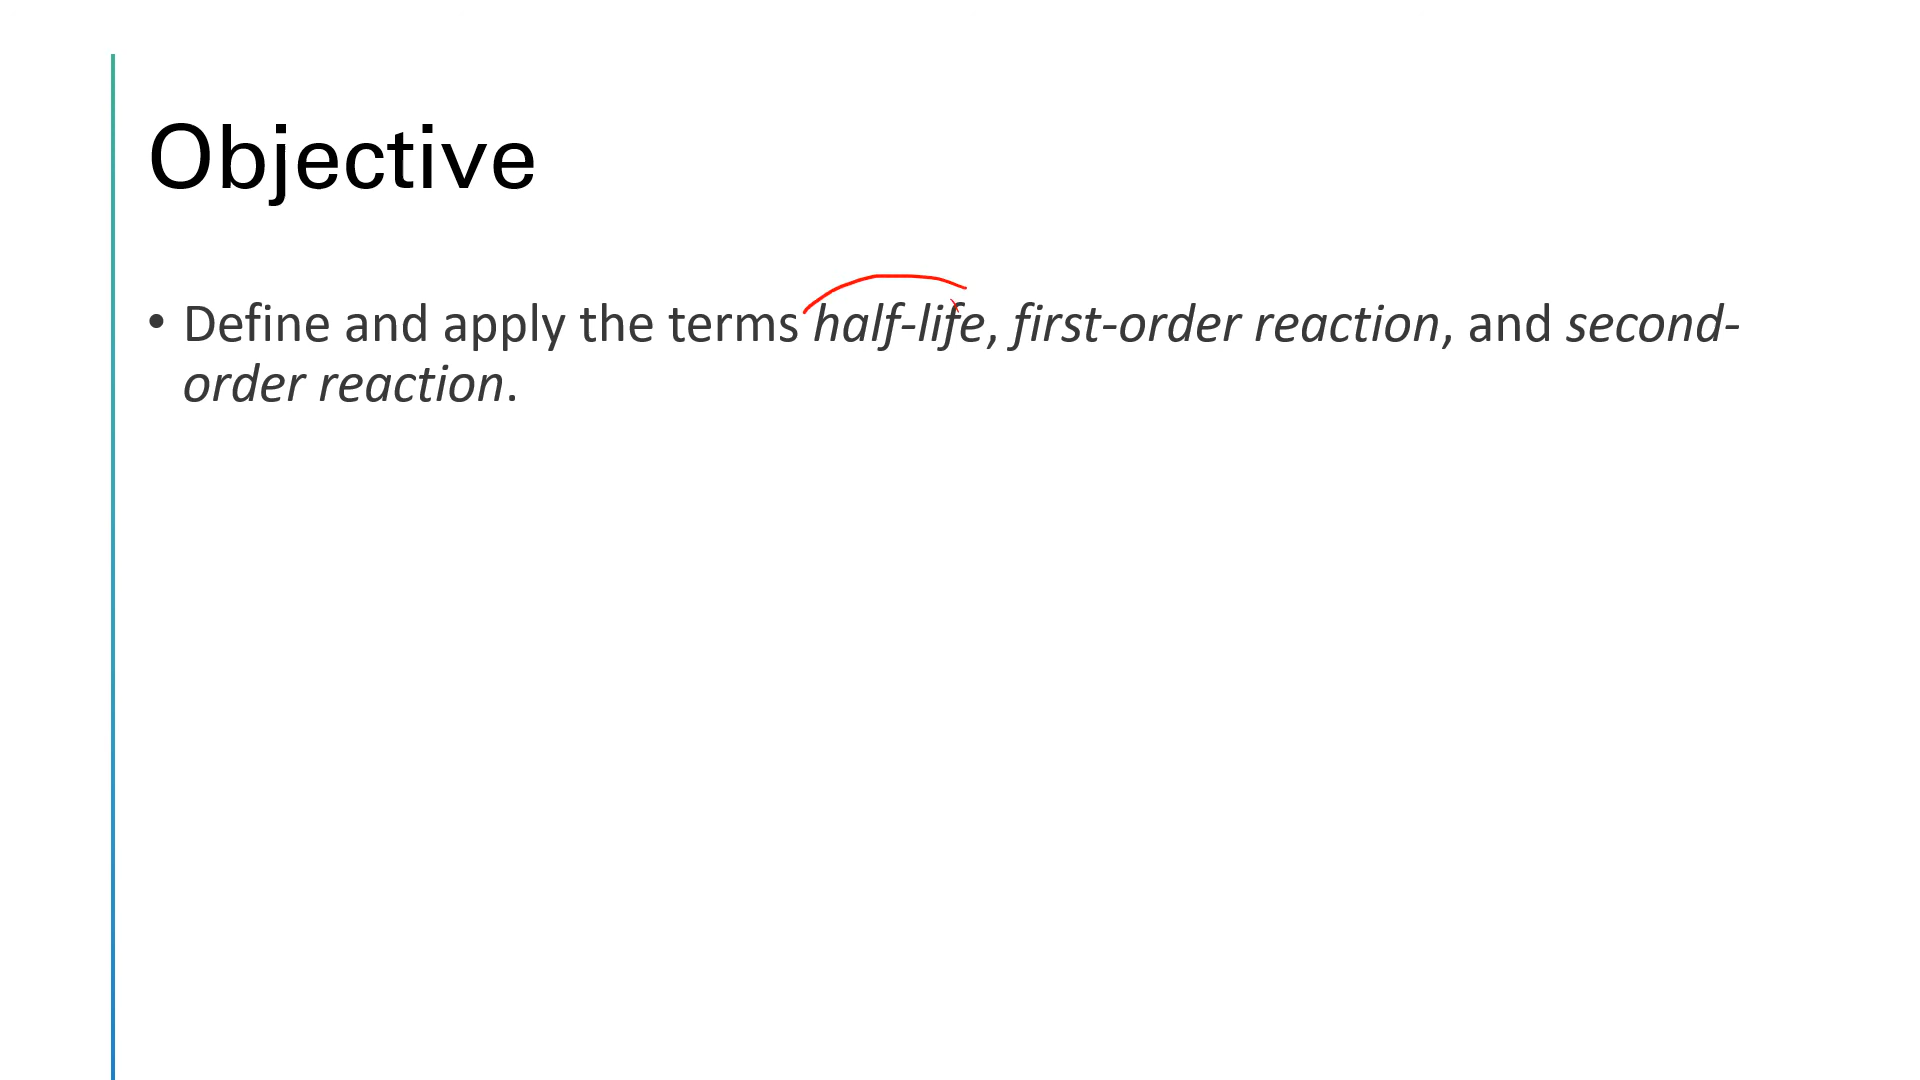 Objective
• Define and apply the terms half-life, first-order reaction, and second-
order reaction.